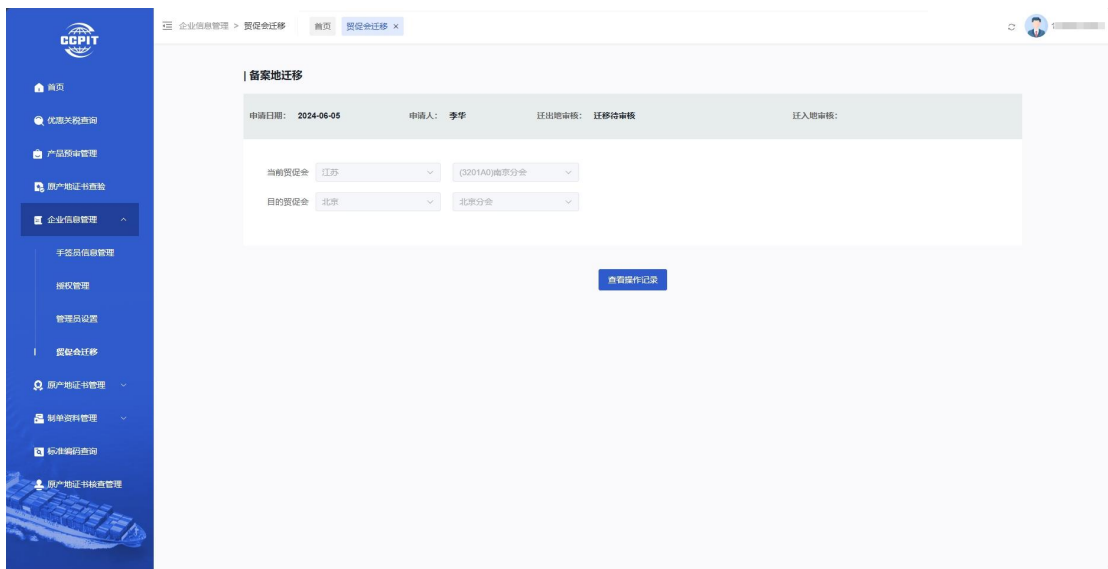 CCPIT
首页
优惠关税查询
产品预审管理
原产地证书查验
企业信息管理
手签员信息管理
授权管理
管理员设置
贸促会迁移
原产地证书管理
制单资料管理
标准编码查询
原产地证书核查管理
企业信息管理 > 贸促会迁移 首页 贸促会迁移 ×
备案地迁移
申请日期: 2024-06-05 申请人: 李华 迁出地审核: 迁移待审核 迁入地审核:
当前贸促会 江苏 (3201A0)南京分会
目的贸促会 北京 北京分会
查看操作记录